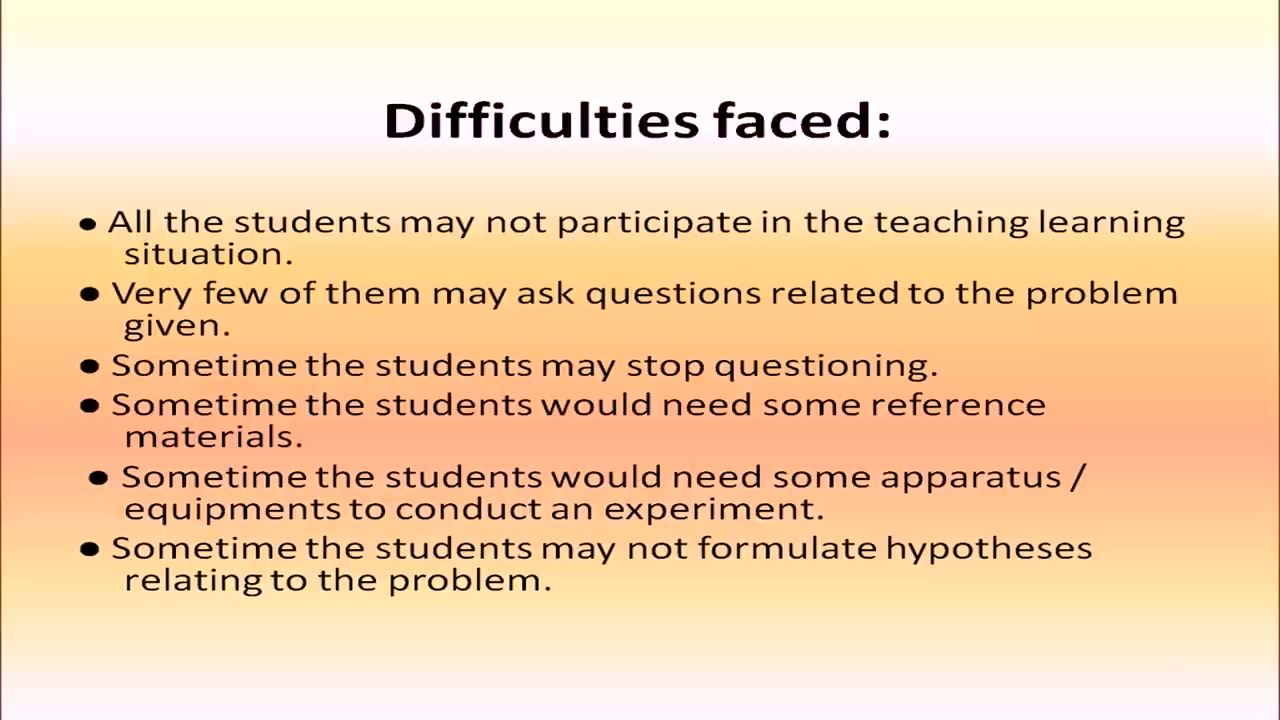 Difficulties faced:
● All the students may not participate in the teaching learning
situation.
● Very few of them may ask questions related to the problem
given.
● Sometime the students may stop questioning.
● Sometime the students would need some reference
materials.
● Sometime the students would need some apparatus /
equipments to conduct an experiment.
● Sometime the students may not formulate hypotheses
relating to the problem.